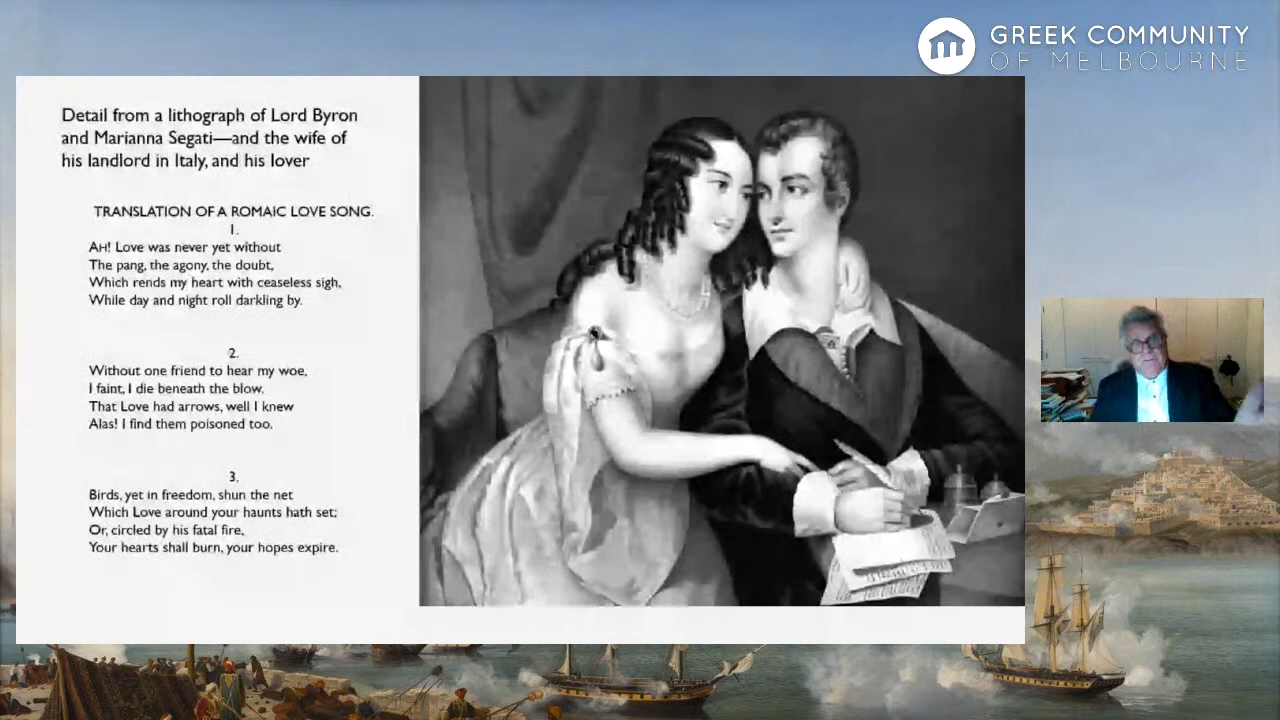 GREEK COMMUNITY
OF MELBOURNE
Detail from a lithograph of Lord Byron
and Marianna Segati—and the wife of
his landlord in Italy, and his lover
TRANSLATION OF A ROMAIC LOVE SONG.
1.
AH! Love was never yet without
The pang, the agony, the doubt,
Which rends my heart with ceaseless sigh,
While day and night roll darkling by.
2.
Without one friend to hear my woe,
I faint, I die beneath the blow.
That Love had arrows, well I knew
Alas! I find them poisoned too.
3.
Birds, yet in freedom, shun the net
Which Love around your haunts hath set;
Or, circled by his fatal fire,
Your hearts shall burn, your hopes expire.